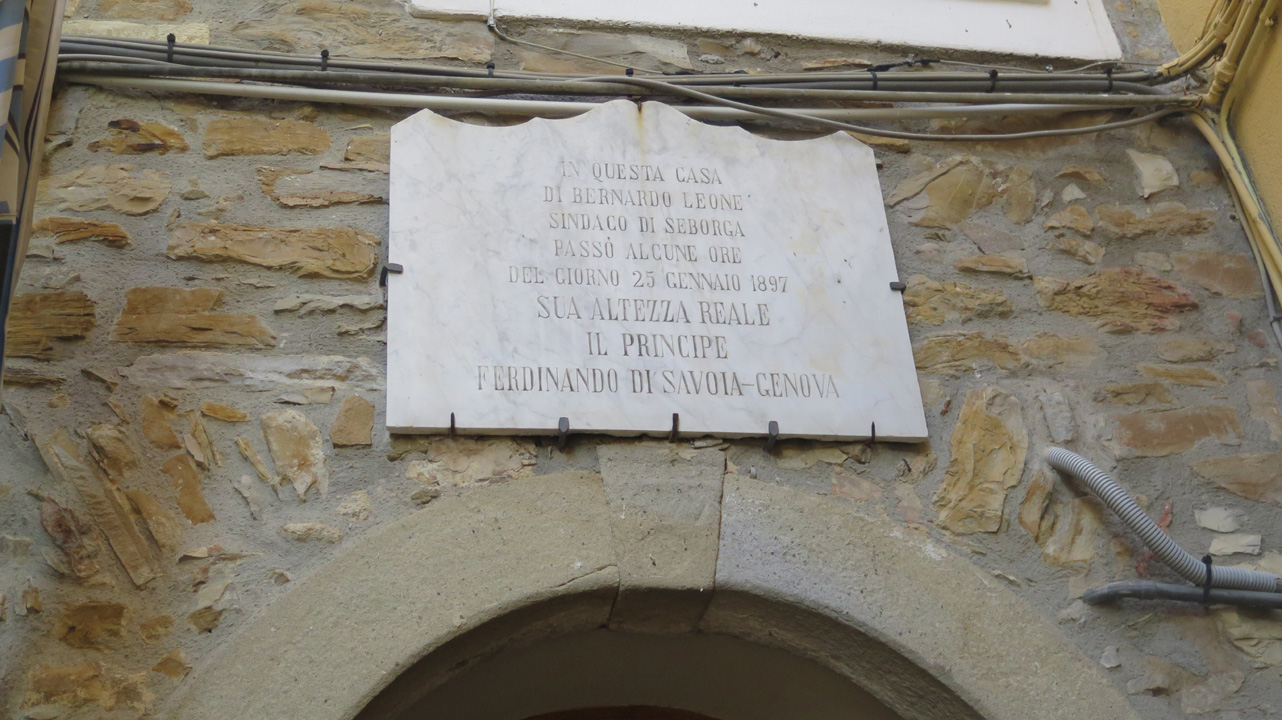 IN QUESTA CASA
DI BERNARDO LEONE
SINDACO DI SEBORGA
PASSÒ ALCUNE ORE
DEL GIORNO 25 GENNAIO 1897
SUA ALTEZZA REALE
IL PRINCIPE
FERDINANDO DI SAVOIA-GENOVA